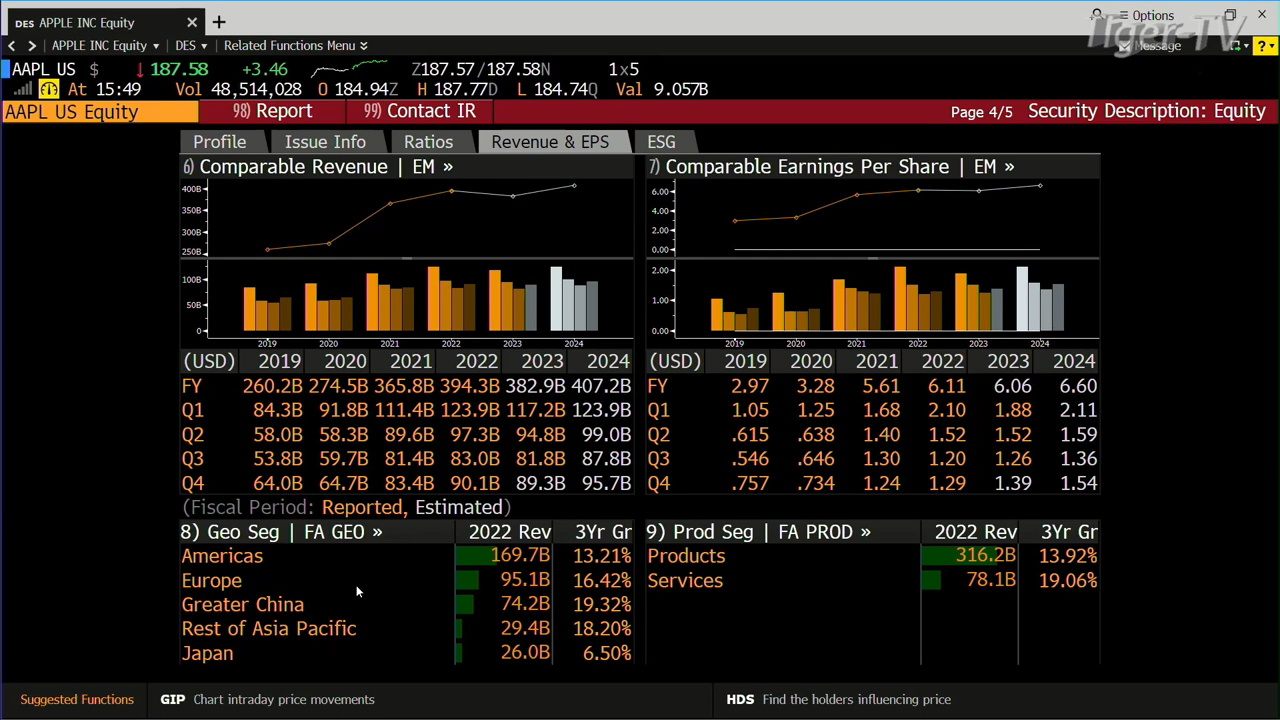 DES APPLE INC Equity
Options
APPLE INC Equity DES Related Functions Menu Message
Tiger-TV
AAPL US $ 187.58 +3.46 Z187.57/187.58N 1x5
At 15:49 Vol 48,514,028 O 184.94Z H 187.77D L 184.74Q Val 9.057B
AAPL US Equity 98) Report 99) Contact IR Page 4/5 Security Description: Equity
Profile Issue Info Ratios Revenue & EPS ESG
6) Comparable Revenue | EM »
400B
350B
300B
250B
100B
50B
0
2019 2020 2021 2022 2023 2024
(USD) 2019 2020 2021 2022 2023 2024
FY 260.2B 274.5B 365.8B 394.3B 382.9B 407.2B
Q1 84.3B 91.8B 111.4B 123.9B 117.2B 123.9B
Q2 58.0B 58.3B 89.6B 97.3B 94.8B 99.0B
Q3 53.8B 59.7B 81.4B 83.0B 81.8B 87.8B
Q4 64.0B 64.7B 83.4B 90.1B 89.3B 95.7B
(Fiscal Period: Reported, Estimated)
7) Comparable Earnings Per Share | EM »
6.00
4.00
2.00
0.00
2.00
1.00
0.00
2019 2020 2021 2022 2023 2024
(USD) 2019 2020 2021 2022 2023 2024
FY 2.97 3.28 5.61 6.11 6.06 6.60
Q1 1.05 1.25 1.68 2.10 1.88 2.11
Q2 .615 .638 1.40 1.52 1.52 1.59
Q3 .546 .646 1.30 1.20 1.26 1.36
Q4 .757 .734 1.24 1.29 1.39 1.54
8) Geo Seg | FA GEO » 2022 Rev 3Yr Gr
Americas 169.7B 13.21%
Europe 95.1B 16.42%
Greater China 74.2B 19.32%
Rest of Asia Pacific 29.4B 18.20%
Japan 26.0B 6.50%
9) Prod Seg | FA PROD » 2022 Rev 3Yr Gr
Products 316.2B 13.92%
Services 78.1B 19.06%
Suggested Functions GIP Chart intraday price movements HDS Find the holders influencing price